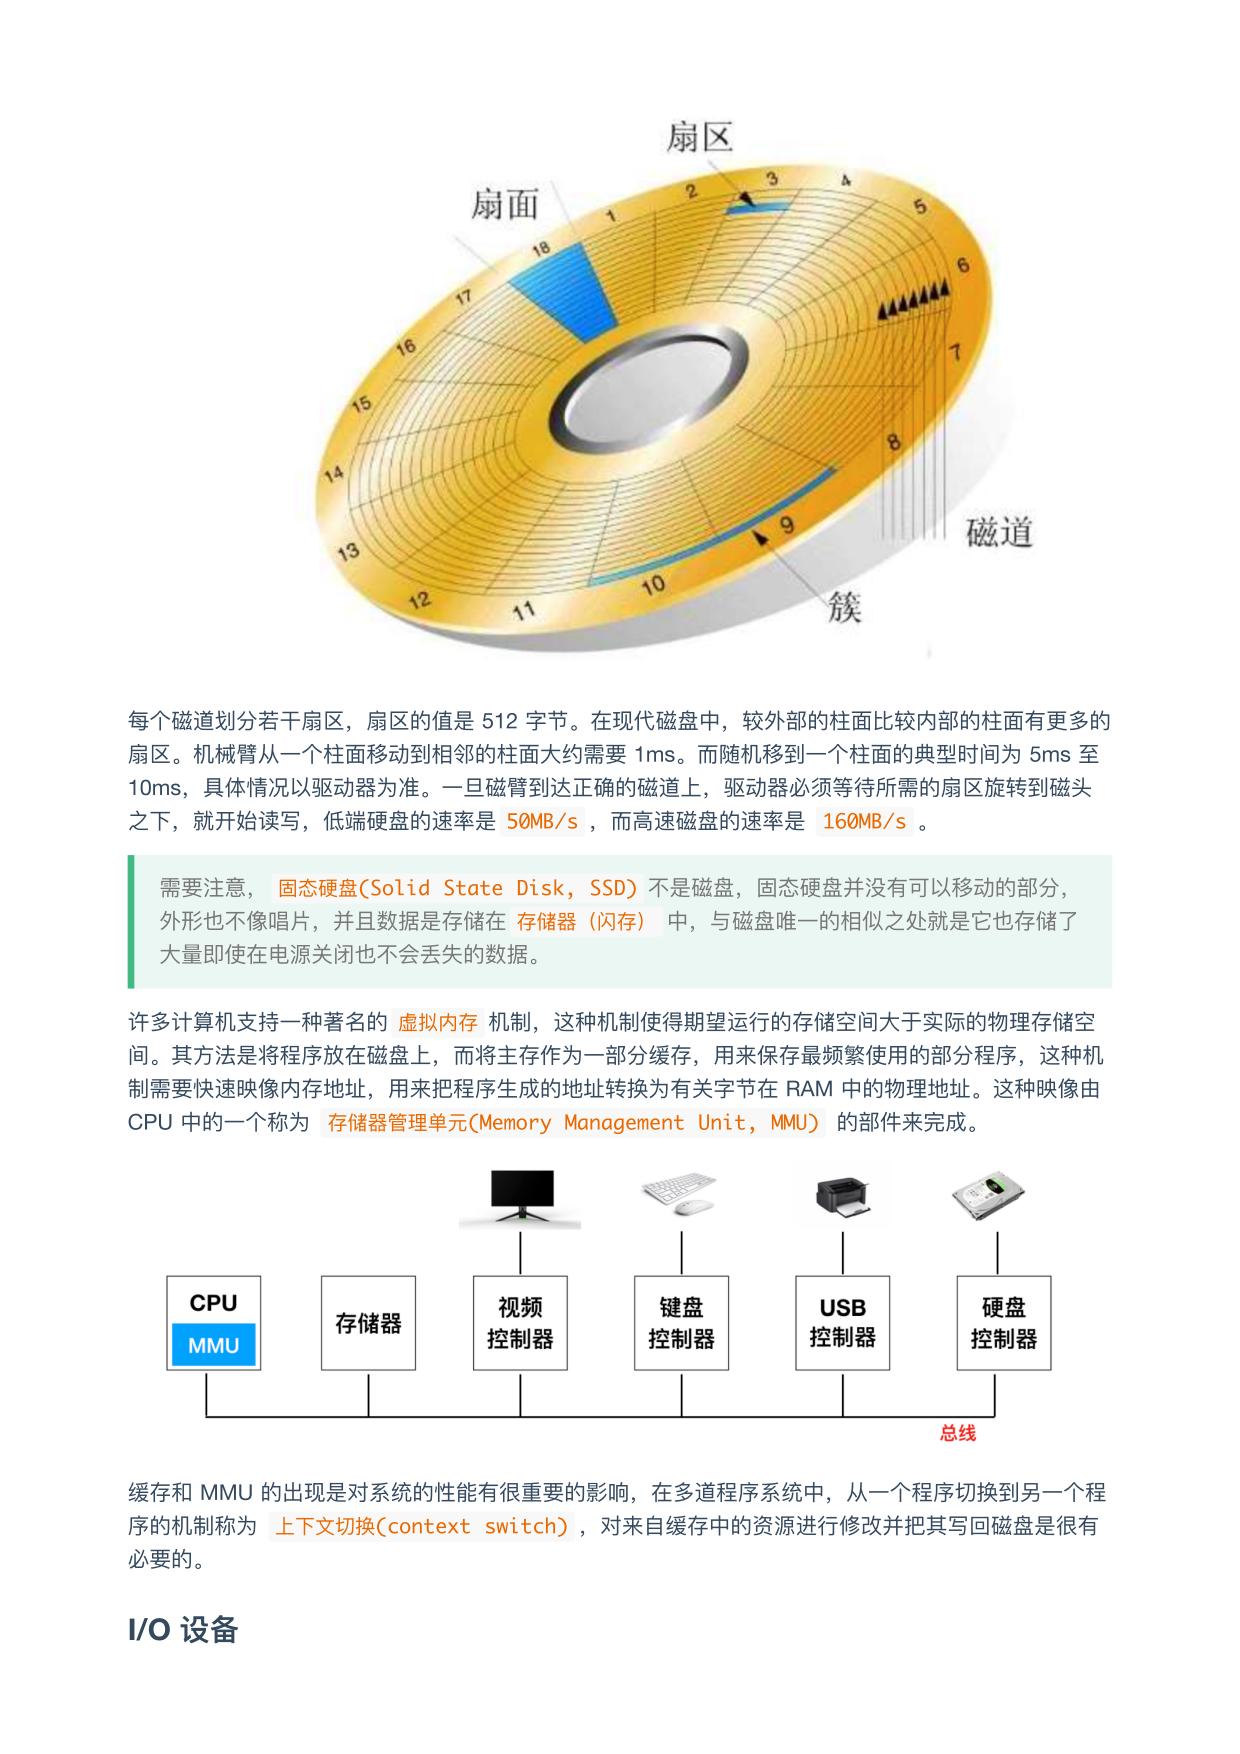 扇区
扇面
1
2
3
4
5
6
7
8
9
10
11
12
13
14
15
16
17
18
磁道
簇
每个磁道划分若干扇区，扇区的值是 512 字节。在现代磁盘中，较外部的柱面比较内部的柱面有更多的
扇区。机械臂从一个柱面移动到相邻的柱面大约需要 1ms。而随机移到一个柱面的典型时间为 5ms 至
10ms，具体情况以驱动器为准。一旦磁臂到达正确的磁道上，驱动器必须等待所需的扇区旋转到磁头
之下，就开始读写，低端硬盘的速率是 50MB/s ，而高速磁盘的速率是 160MB/s 。
需要注意， 固态硬盘(Solid State Disk, SSD) 不是磁盘，固态硬盘并没有可以移动的部分，
外形也不像唱片，并且数据是存储在 存储器（闪存） 中，与磁盘唯一的相似之处就是它也存储了
大量即使在电源关闭也不会丢失的数据。
许多计算机支持一种著名的 虚拟内存 机制，这种机制使得期望运行的存储空间大于实际的物理存储空
间。其方法是将程序放在磁盘上，而将主存作为一部分缓存，用来保存最频繁使用的部分程序，这种机
制需要快速映像内存地址，用来把程序生成的地址转换为有关字节在 RAM 中的物理地址。这种映像由
CPU 中的一个称为 存储器管理单元(Memory Management Unit, MMU) 的部件来完成。
CPU
MMU
存储器
视频
控制器
键盘
控制器
USB
控制器
硬盘
控制器
总线
缓存和 MMU 的出现是对系统的性能有很重要的影响，在多道程序系统中，从一个程序切换到另一个程
序的机制称为 上下文切换(context switch) ，对来自缓存中的资源进行修改并把其写回磁盘是很有
必要的。
I/O 设备